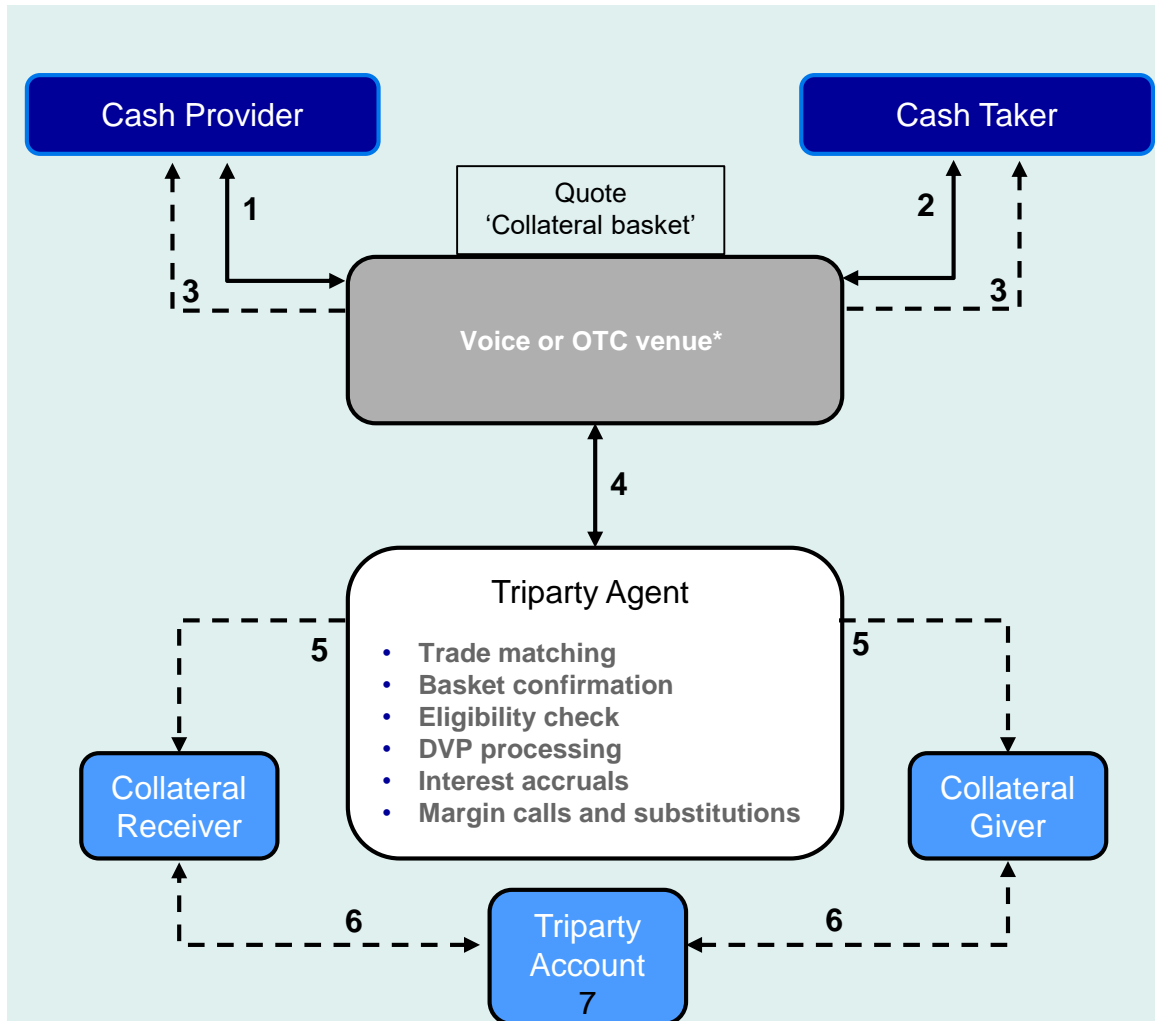 Cash Provider
Cash Taker
Quote
‘Collateral basket’
1
2
3
3
Voice or OTC venue*
4
Triparty Agent
• Trade matching
• Basket confirmation
• Eligibility check
• DVP processing
• Interest accruals
• Margin calls and substitutions
5
5
Collateral
Receiver
Collateral
Giver
6
6
Triparty
Account
7